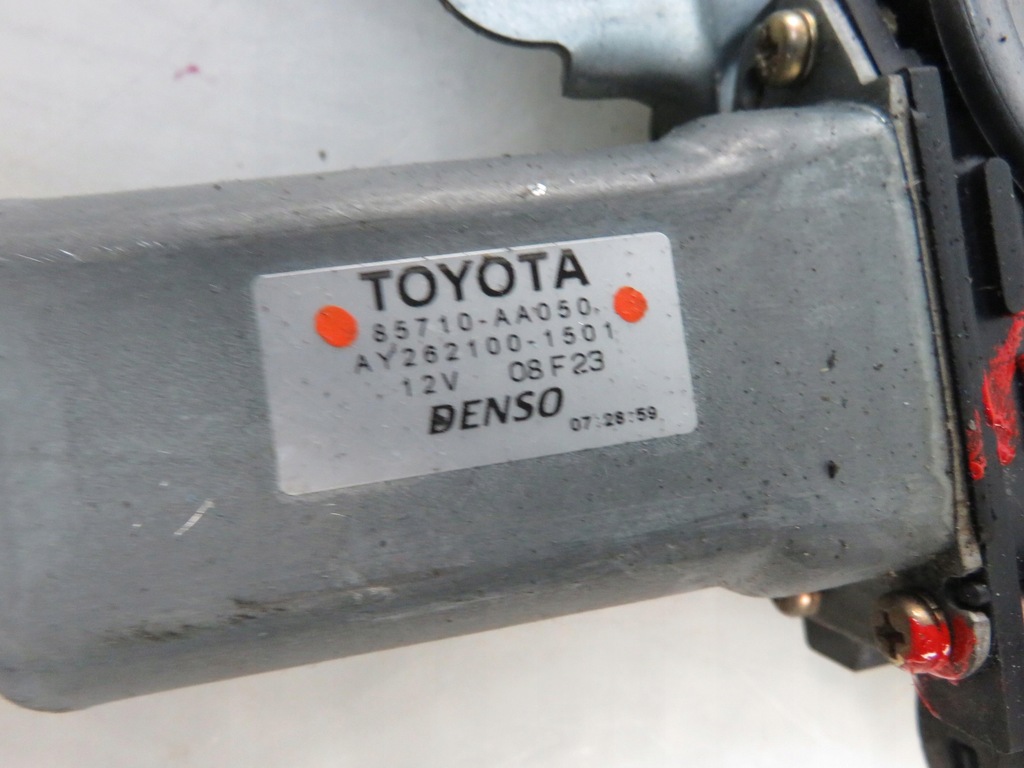 TOYOTA
85710-AA050
AY262100-1501
12V 08F23
DENSO 07:28:59